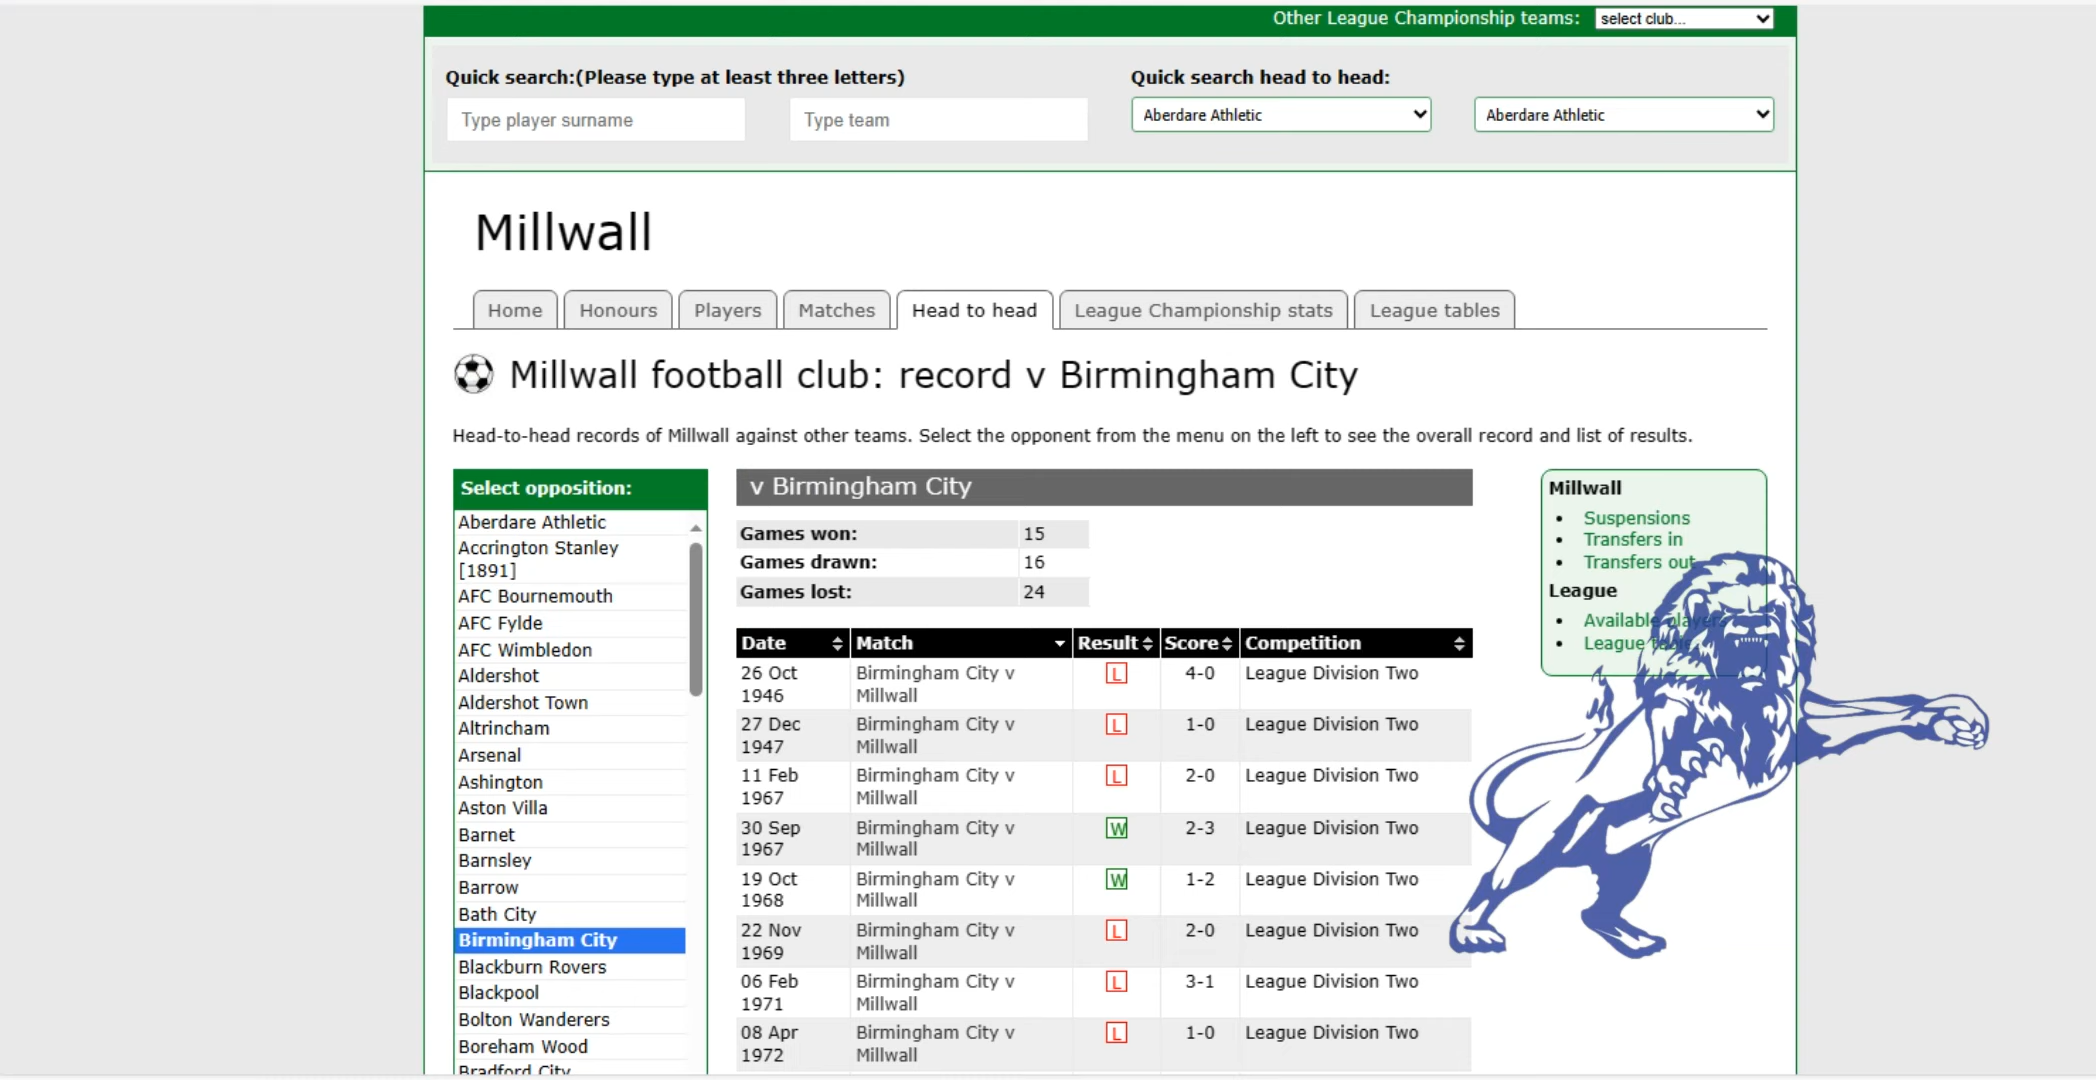 Other League Championship teams: select club...
Quick search:(Please type at least three letters)
Quick search head to head:
Type player surname
Type team
Aberdare Athletic
Aberdare Athletic
Millwall
Home
Honours
Players
Matches
Head to head
League Championship stats
League tables
Millwall football club: record v Birmingham City
Head-to-head records of Millwall against other teams. Select the opponent from the menu on the left to see the overall record and list of results.
Select opposition:
Aberdare Athletic
Accrington Stanley
[1891]
AFC Bournemouth
AFC Fylde
AFC Wimbledon
Aldershot
Aldershot Town
Altrincham
Arsenal
Ashington
Aston Villa
Barnet
Barnsley
Barrow
Bath City
Birmingham City
Blackburn Rovers
Blackpool
Bolton Wanderers
Boreham Wood
Bradford City
v Birmingham City
Games won: 15
Games drawn: 16
Games lost: 24
Date Match Result Score Competition
26 Oct Birmingham City v L 4-0 League Division Two
1946 Millwall
27 Dec Birmingham City v L 1-0 League Division Two
1947 Millwall
11 Feb Birmingham City v L 2-0 League Division Two
1967 Millwall
30 Sep Birmingham City v W 2-3 League Division Two
1967 Millwall
19 Oct Birmingham City v W 1-2 League Division Two
1968 Millwall
22 Nov Birmingham City v L 2-0 League Division Two
1969 Millwall
06 Feb Birmingham City v L 3-1 League Division Two
1971 Millwall
08 Apr Birmingham City v L 1-0 League Division Two
1972 Millwall
Millwall
Suspensions
Transfers in
Transfers out
League
Available players
League